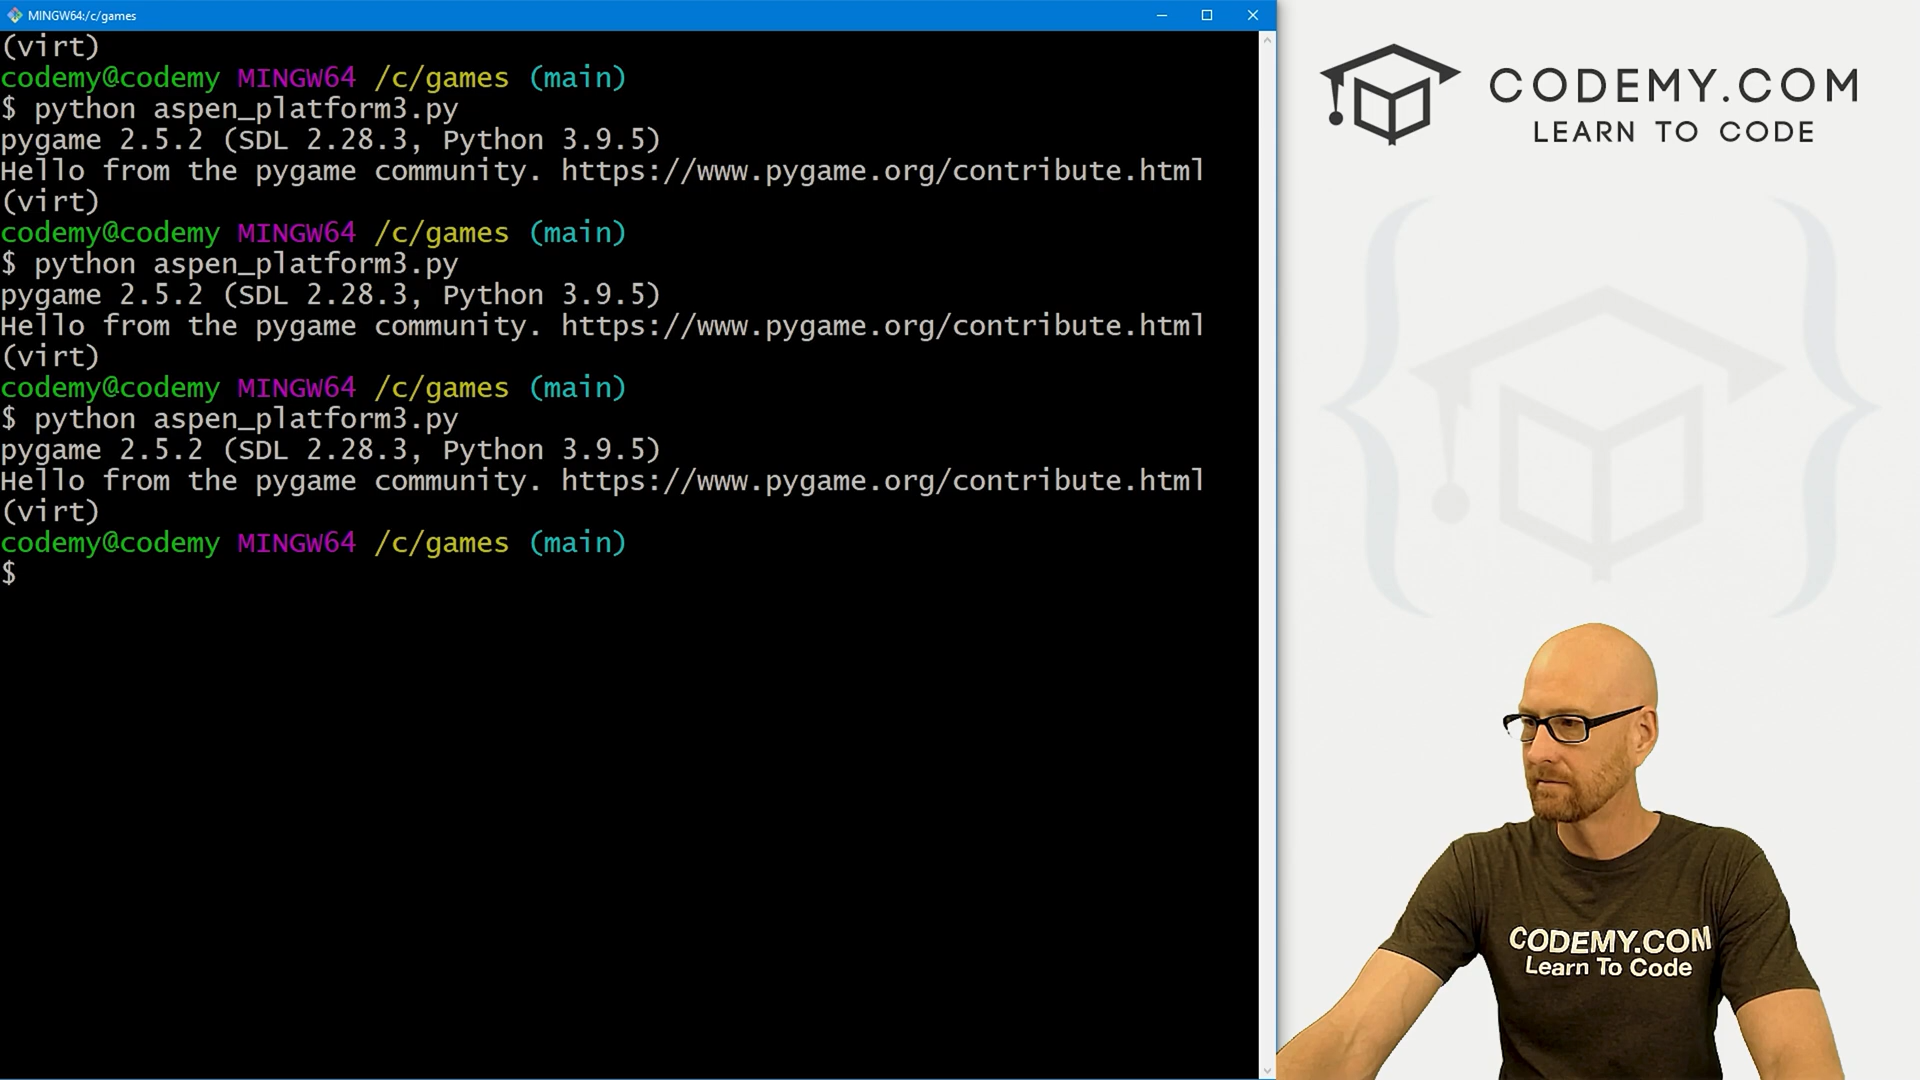 MINGW64:/c/games
(virt)
codemy@codemy MINGW64 /c/games (main)
$ python aspen_platform3.py
pygame 2.5.2 (SDL 2.28.3, Python 3.9.5)
Hello from the pygame community. https://www.pygame.org/contribute.html
(virt)
codemy@codemy MINGW64 /c/games (main)
$ python aspen_platform3.py
pygame 2.5.2 (SDL 2.28.3, Python 3.9.5)
Hello from the pygame community. https://www.pygame.org/contribute.html
(virt)
codemy@codemy MINGW64 /c/games (main)
$ python aspen_platform3.py
pygame 2.5.2 (SDL 2.28.3, Python 3.9.5)
Hello from the pygame community. https://www.pygame.org/contribute.html
(virt)
codemy@codemy MINGW64 /c/games (main)
$
CODEMY.COM
LEARN TO CODE
CODEMY.COM
Learn To Code